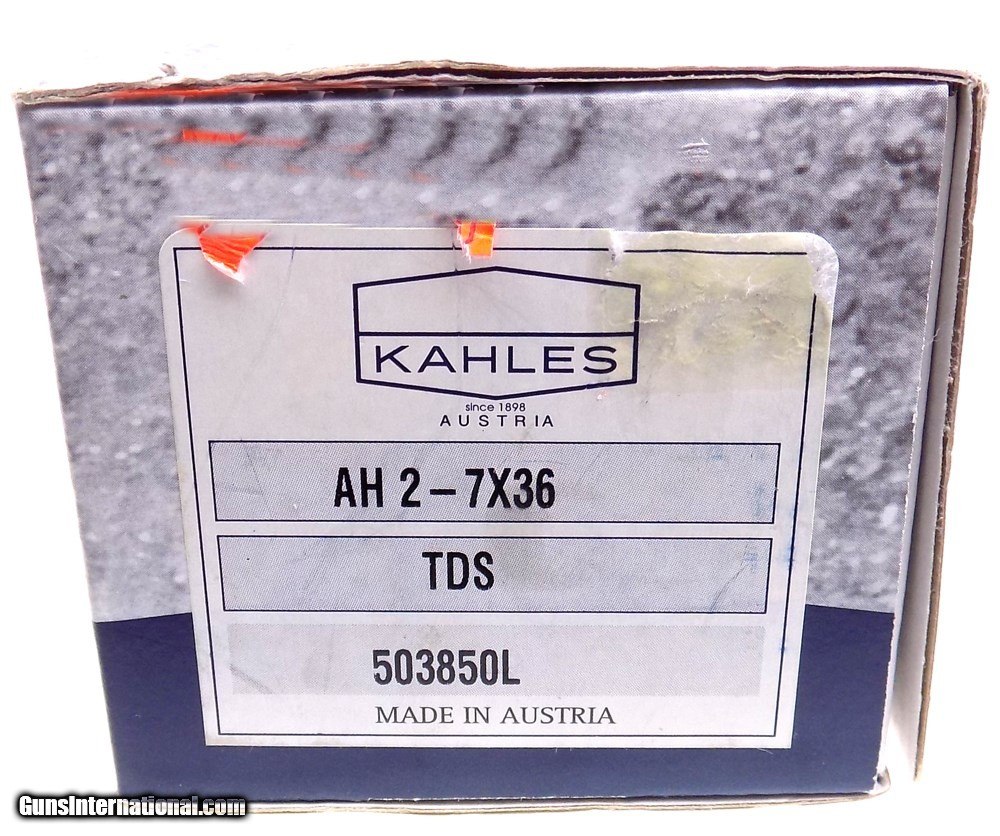 KAHLES
since 1898
AUSTRIA
AH 2-7X36
TDS
503850L
MADE IN AUSTRIA
GunsInternational.com